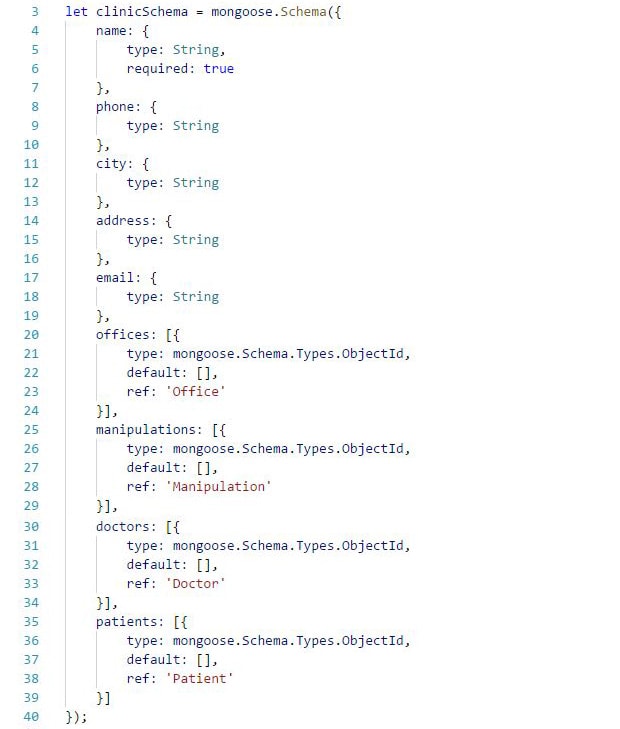 3 let clinicSchema = mongoose.Schema({
4     name: {
5         type: String,
6         required: true
7     },
8     phone: {
9         type: String
10     },
11     city: {
12         type: String
13     },
14     address: {
15         type: String
16     },
17     email: {
18         type: String
19     },
20     offices: [{
21         type: mongoose.Schema.Types.ObjectId,
22         default: [],
23         ref: 'Office'
24     }],
25     manipulations: [{
26         type: mongoose.Schema.Types.ObjectId,
27         default: [],
28         ref: 'Manipulation'
29     }],
30     doctors: [{
31         type: mongoose.Schema.Types.ObjectId,
32         default: [],
33         ref: 'Doctor'
34     }],
35     patients: [{
36         type: mongoose.Schema.Types.ObjectId,
37         default: [],
38         ref: 'Patient'
39     }]
40 });